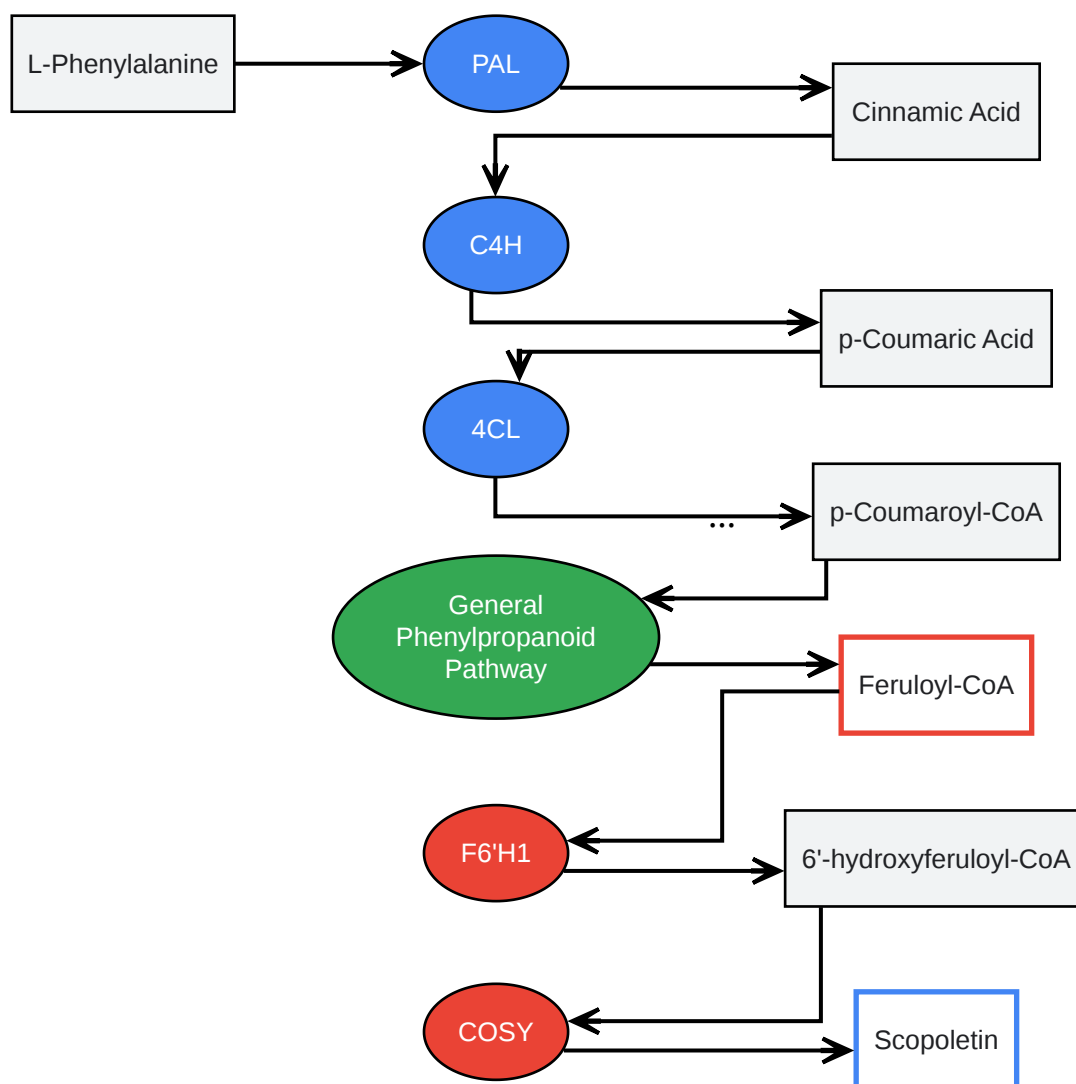 L-Phenylalanine
PAL
Cinnamic Acid
C4H
p-Coumaric Acid
4CL
p-Coumaroyl-CoA
...
General
Phenylpropanoid
Pathway
Feruloyl-CoA
F6'H1
6'-hydroxyferuloyl-CoA
COSY
Scopoletin